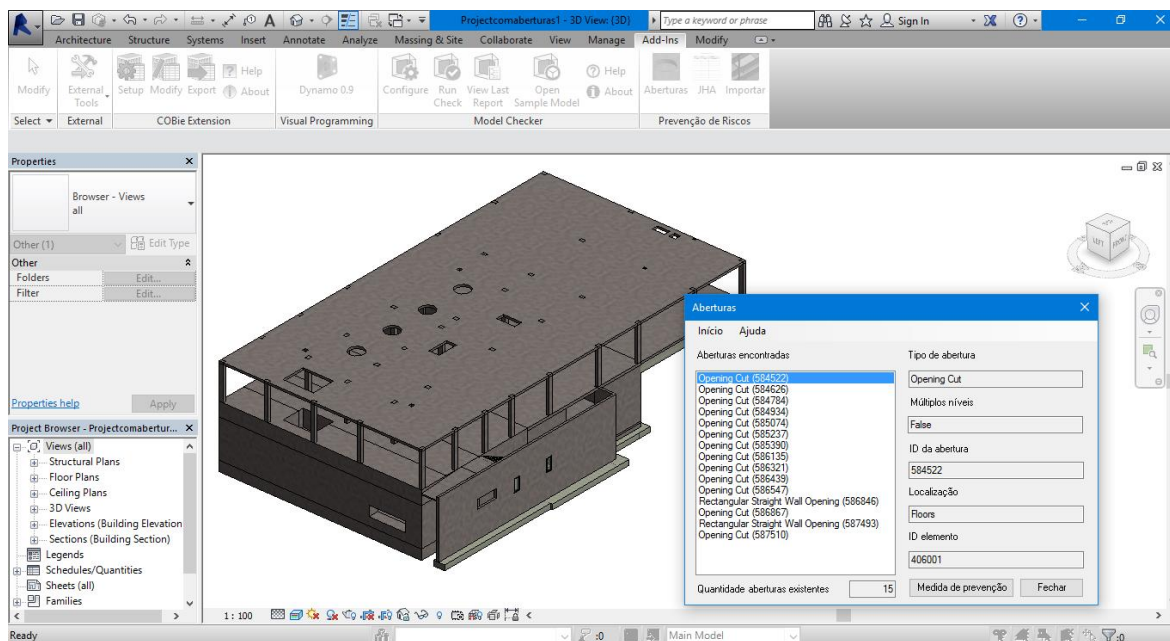 Projectcomaberturas1 - 3D View: {3D}
Type a keyword or phrase
Sign In
Architecture Structure Systems Insert Annotate Analyze Massing & Site Collaborate View Manage Add-Ins Modify
Modify
External Tools
Setup Modify Export
Help
About
Dynamo 0.9
Configure
Run Check
View Last Report
Open Sample Model
Help
About
Aberturas JHA Importar
Select External COBie Extension Visual Programming Model Checker Prevenção de Riscos
Properties
Browser - Views
all
Other (1)
Edit Type
Other
Folders Edit...
Filter Edit...
Properties help
Apply
Project Browser - Projectcomabertur...
Views (all)
Structural Plans
Floor Plans
Ceiling Plans
3D Views
Elevations (Building Elevation
Sections (Building Section)
Legends
Schedules/Quantities
Sheets (all)
Families
LEFT
FRONT
Aberturas
Início Ajuda
Aberturas encontradas
Opening Cut (584522)
Opening Cut (584626)
Opening Cut (584784)
Opening Cut (584934)
Opening Cut (585074)
Opening Cut (585237)
Opening Cut (585390)
Opening Cut (586135)
Opening Cut (586321)
Opening Cut (586439)
Opening Cut (586547)
Rectangular Straight Wall Opening (586846)
Opening Cut (586867)
Rectangular Straight Wall Opening (587493)
Opening Cut (587510)
Quantidade aberturas existentes 15
Tipo de abertura
Opening Cut
Múltiplos níveis
False
ID da abertura
584522
Localização
Floors
ID elemento
406001
Medida de prevenção
Fechar
1 : 100
Ready
:0
Main Model
:0